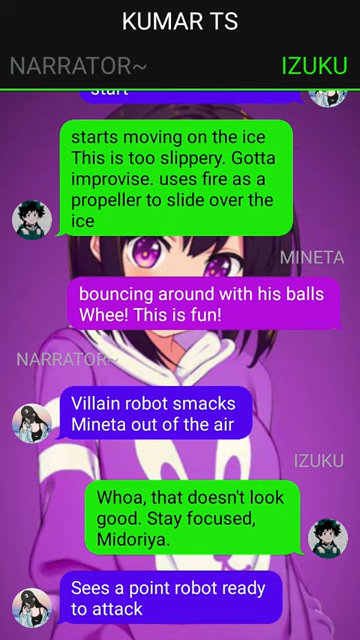 KUMAR TS
NARRATOR~
IZUKU
start
starts moving on the ice
This is too slippery. Gotta
improvise. uses fire as a
propeller to slide over the
ice
MINETA
bouncing around with his balls
Whee! This is fun!
NARRATOR~
Villain robot smacks
Mineta out of the air
IZUKU
Whoa, that doesn't look
good. Stay focused,
Midoriya.
Sees a point robot ready
to attack